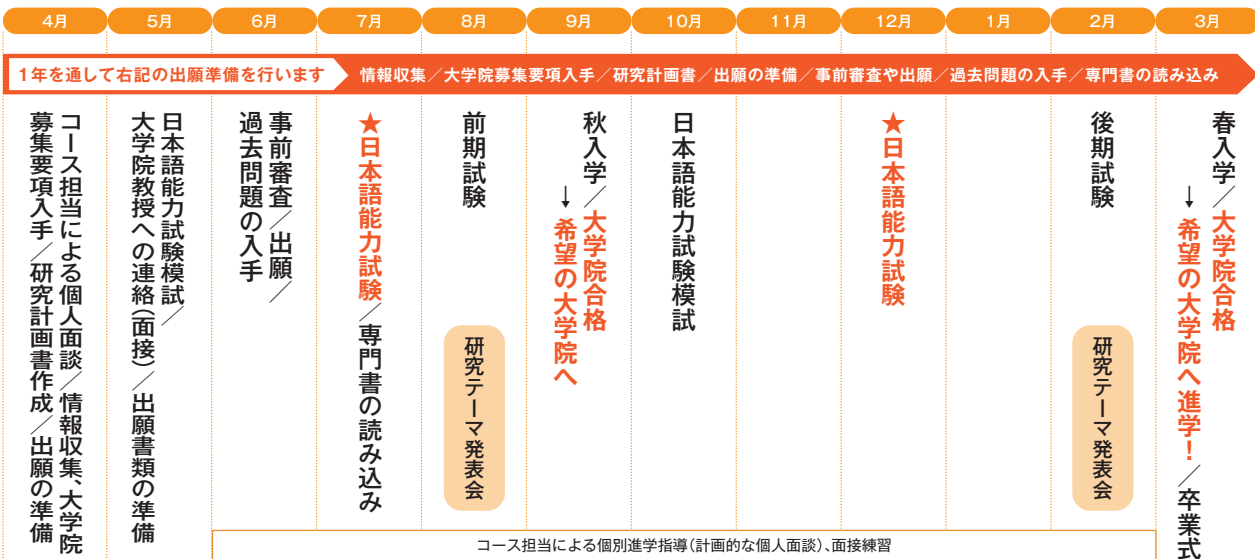 4月
5月
6月
7月
8月
9月
10月
11月
12月
1月
2月
3月
1年を通して右記の出願準備を行います
情報収集／大学院募集要項入手／研究計画書／出願の準備／事前審査や出願／過去問題の入手／専門書の読み込み
コース担当による個人面談／情報収集、大学院
募集要項入手／研究計画書作成／出願の準備
日本語能力試験模試／
大学院教授への連絡(面接)／出願書類の準備
事前審査／出願／
過去問題の入手
★日本語能力試験／専門書の読み込み
前期試験
研究テーマ発表会
秋入学／大学院合格
→希望の大学院へ
日本語能力試験模試
★日本語能力試験
後期試験
研究テーマ発表会
春入学／大学院合格
→希望の大学院へ進学！／卒業式
コース担当による個別進学指導(計画的な個人面談)、面接練習